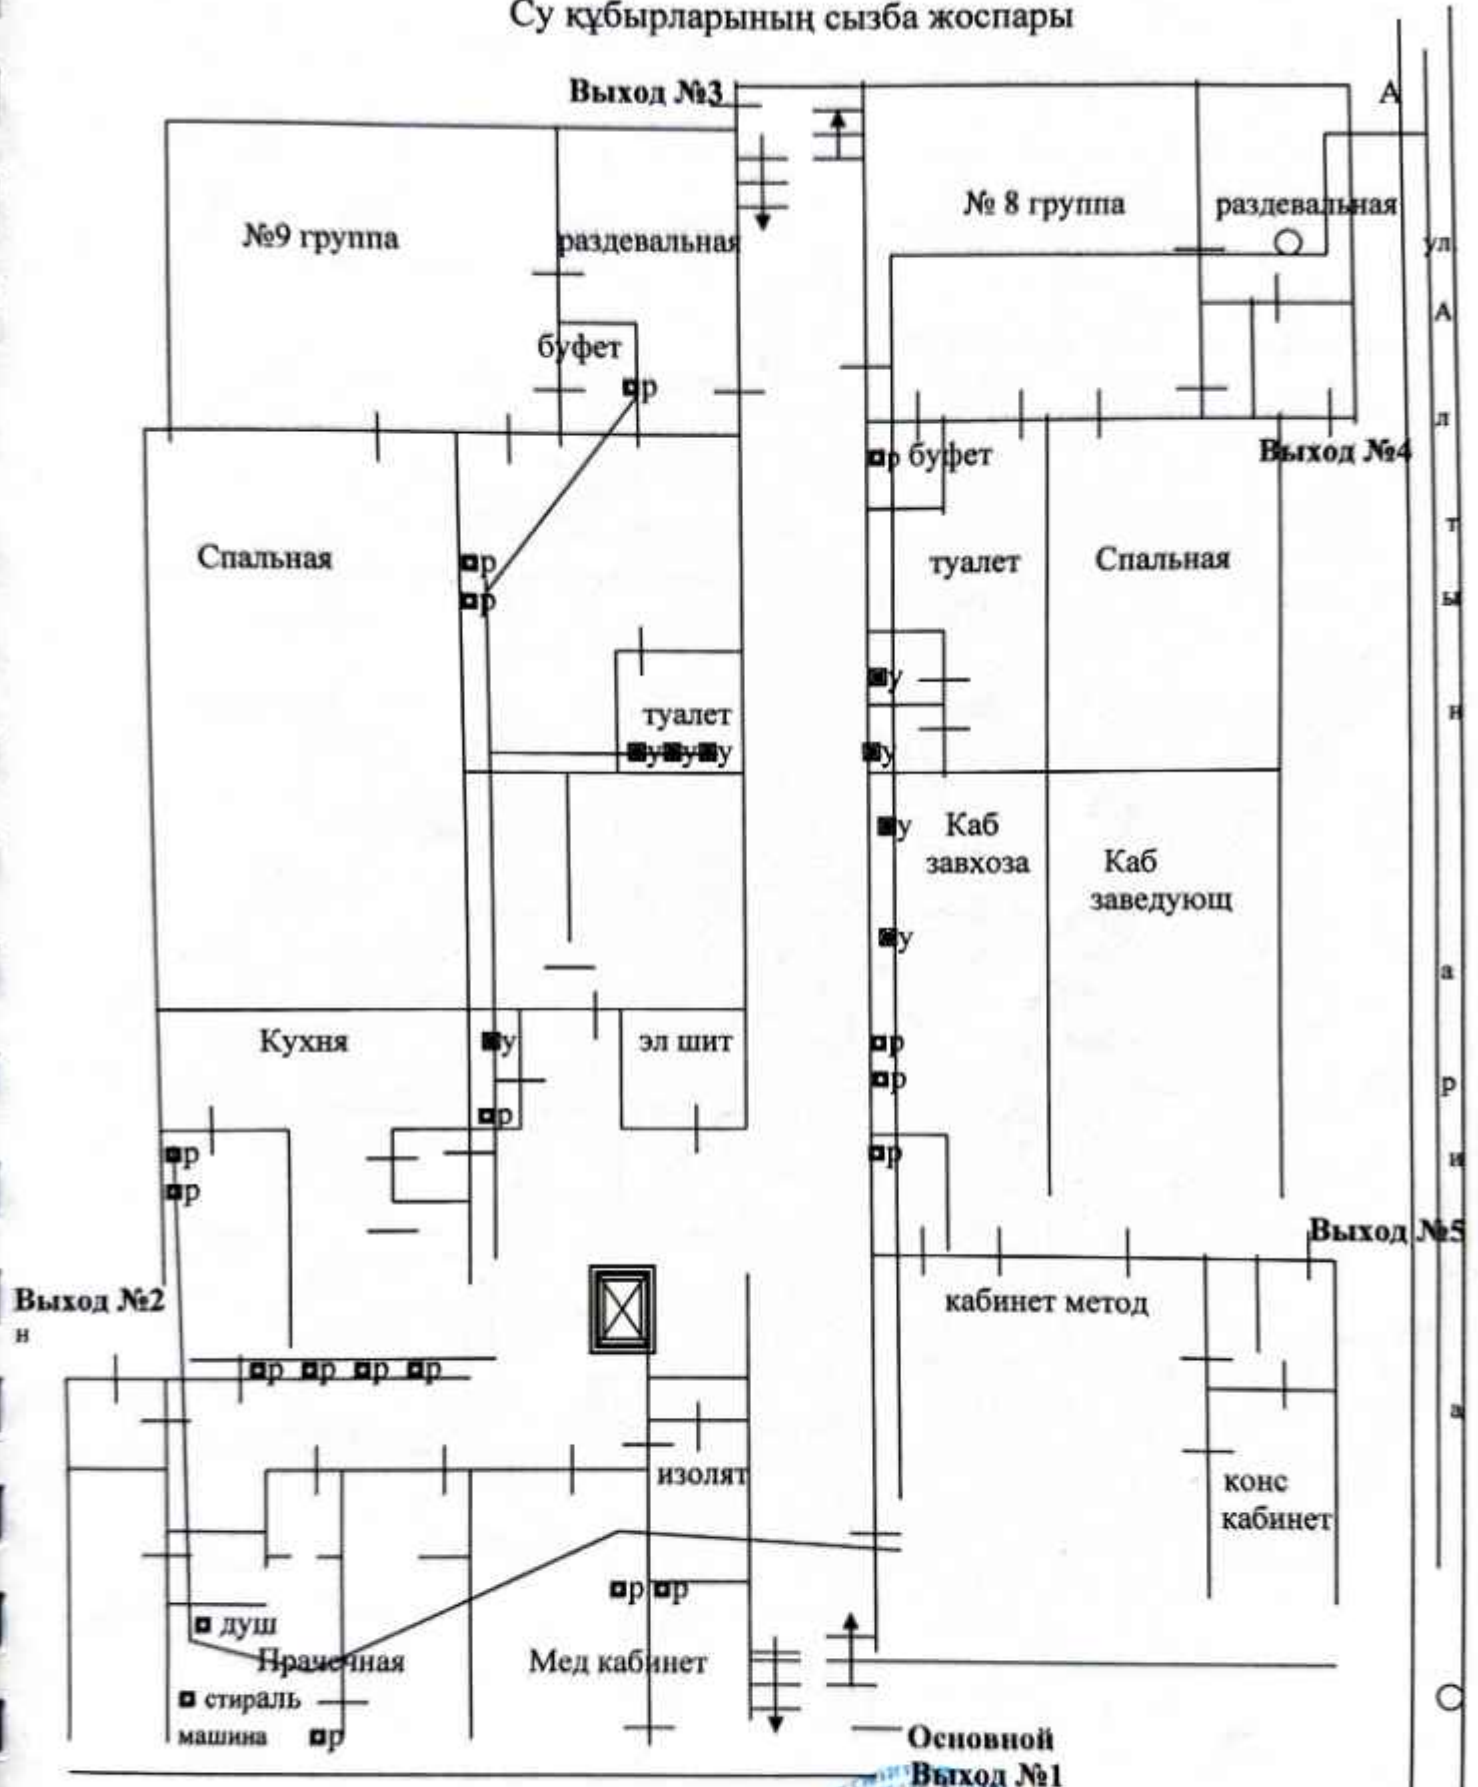 Су құбырларының сызба жоспары
Выход №3
А
№9 группа
раздевальная
№ 8 группа
раздевальная
ул
А
л
т
ы
н
а
р
и
а
буфет
р
р буфет
Выход №4
Спальная
р
р
туалет
Спальная
у
туалет
у у у
у
у
Каб
завхоза
Каб
заведующ
у
Кухня
у
эл шит
р
р
р
р
р
р
Выход №5
Выход №2
н
кабинет метод
р р р р
изолят
конс
кабинет
р р
душ
Прачечная
Мед кабинет
стираль
машина
р
Основной
Выход №1